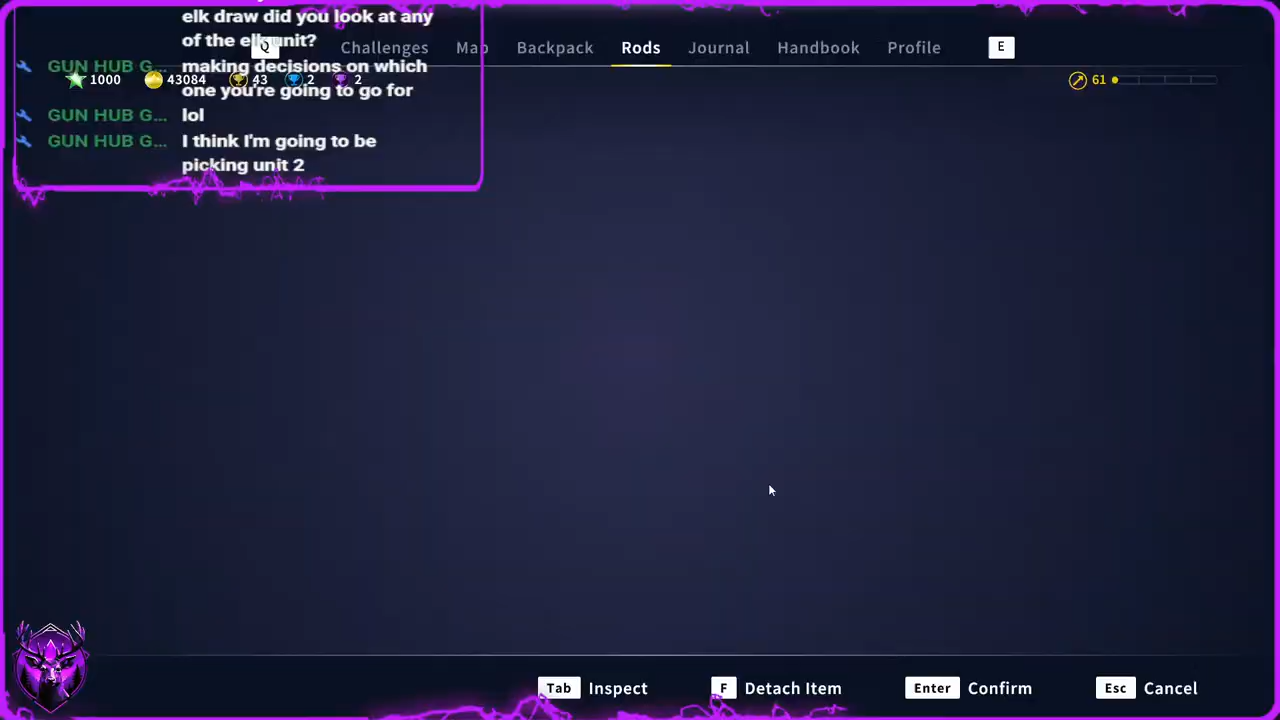 elk draw did you look at any
of the elk unit?
GUN HUB G... making decisions on which
one you're going to go for
GUN HUB G... lol
GUN HUB G... I think I'm going to be
picking unit 2
Q Challenges Map Backpack Rods Journal Handbook Profile E
1000 43084 43 2 2 61
Tab Inspect F Detach Item Enter Confirm Esc Cancel